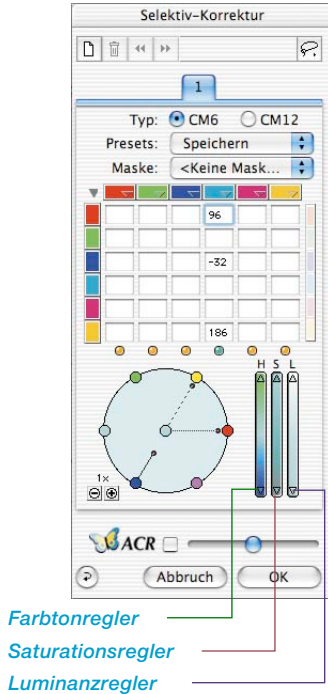 Selektiv-Korrektur
1
Typ: CM6 CM12
Presets: Speichern
Maske: <Keine Mask...
96
-32
186
H S L
1x
ACR
Abbruch OK
Farbtonregler
Saturationsregler
Luminanzregler